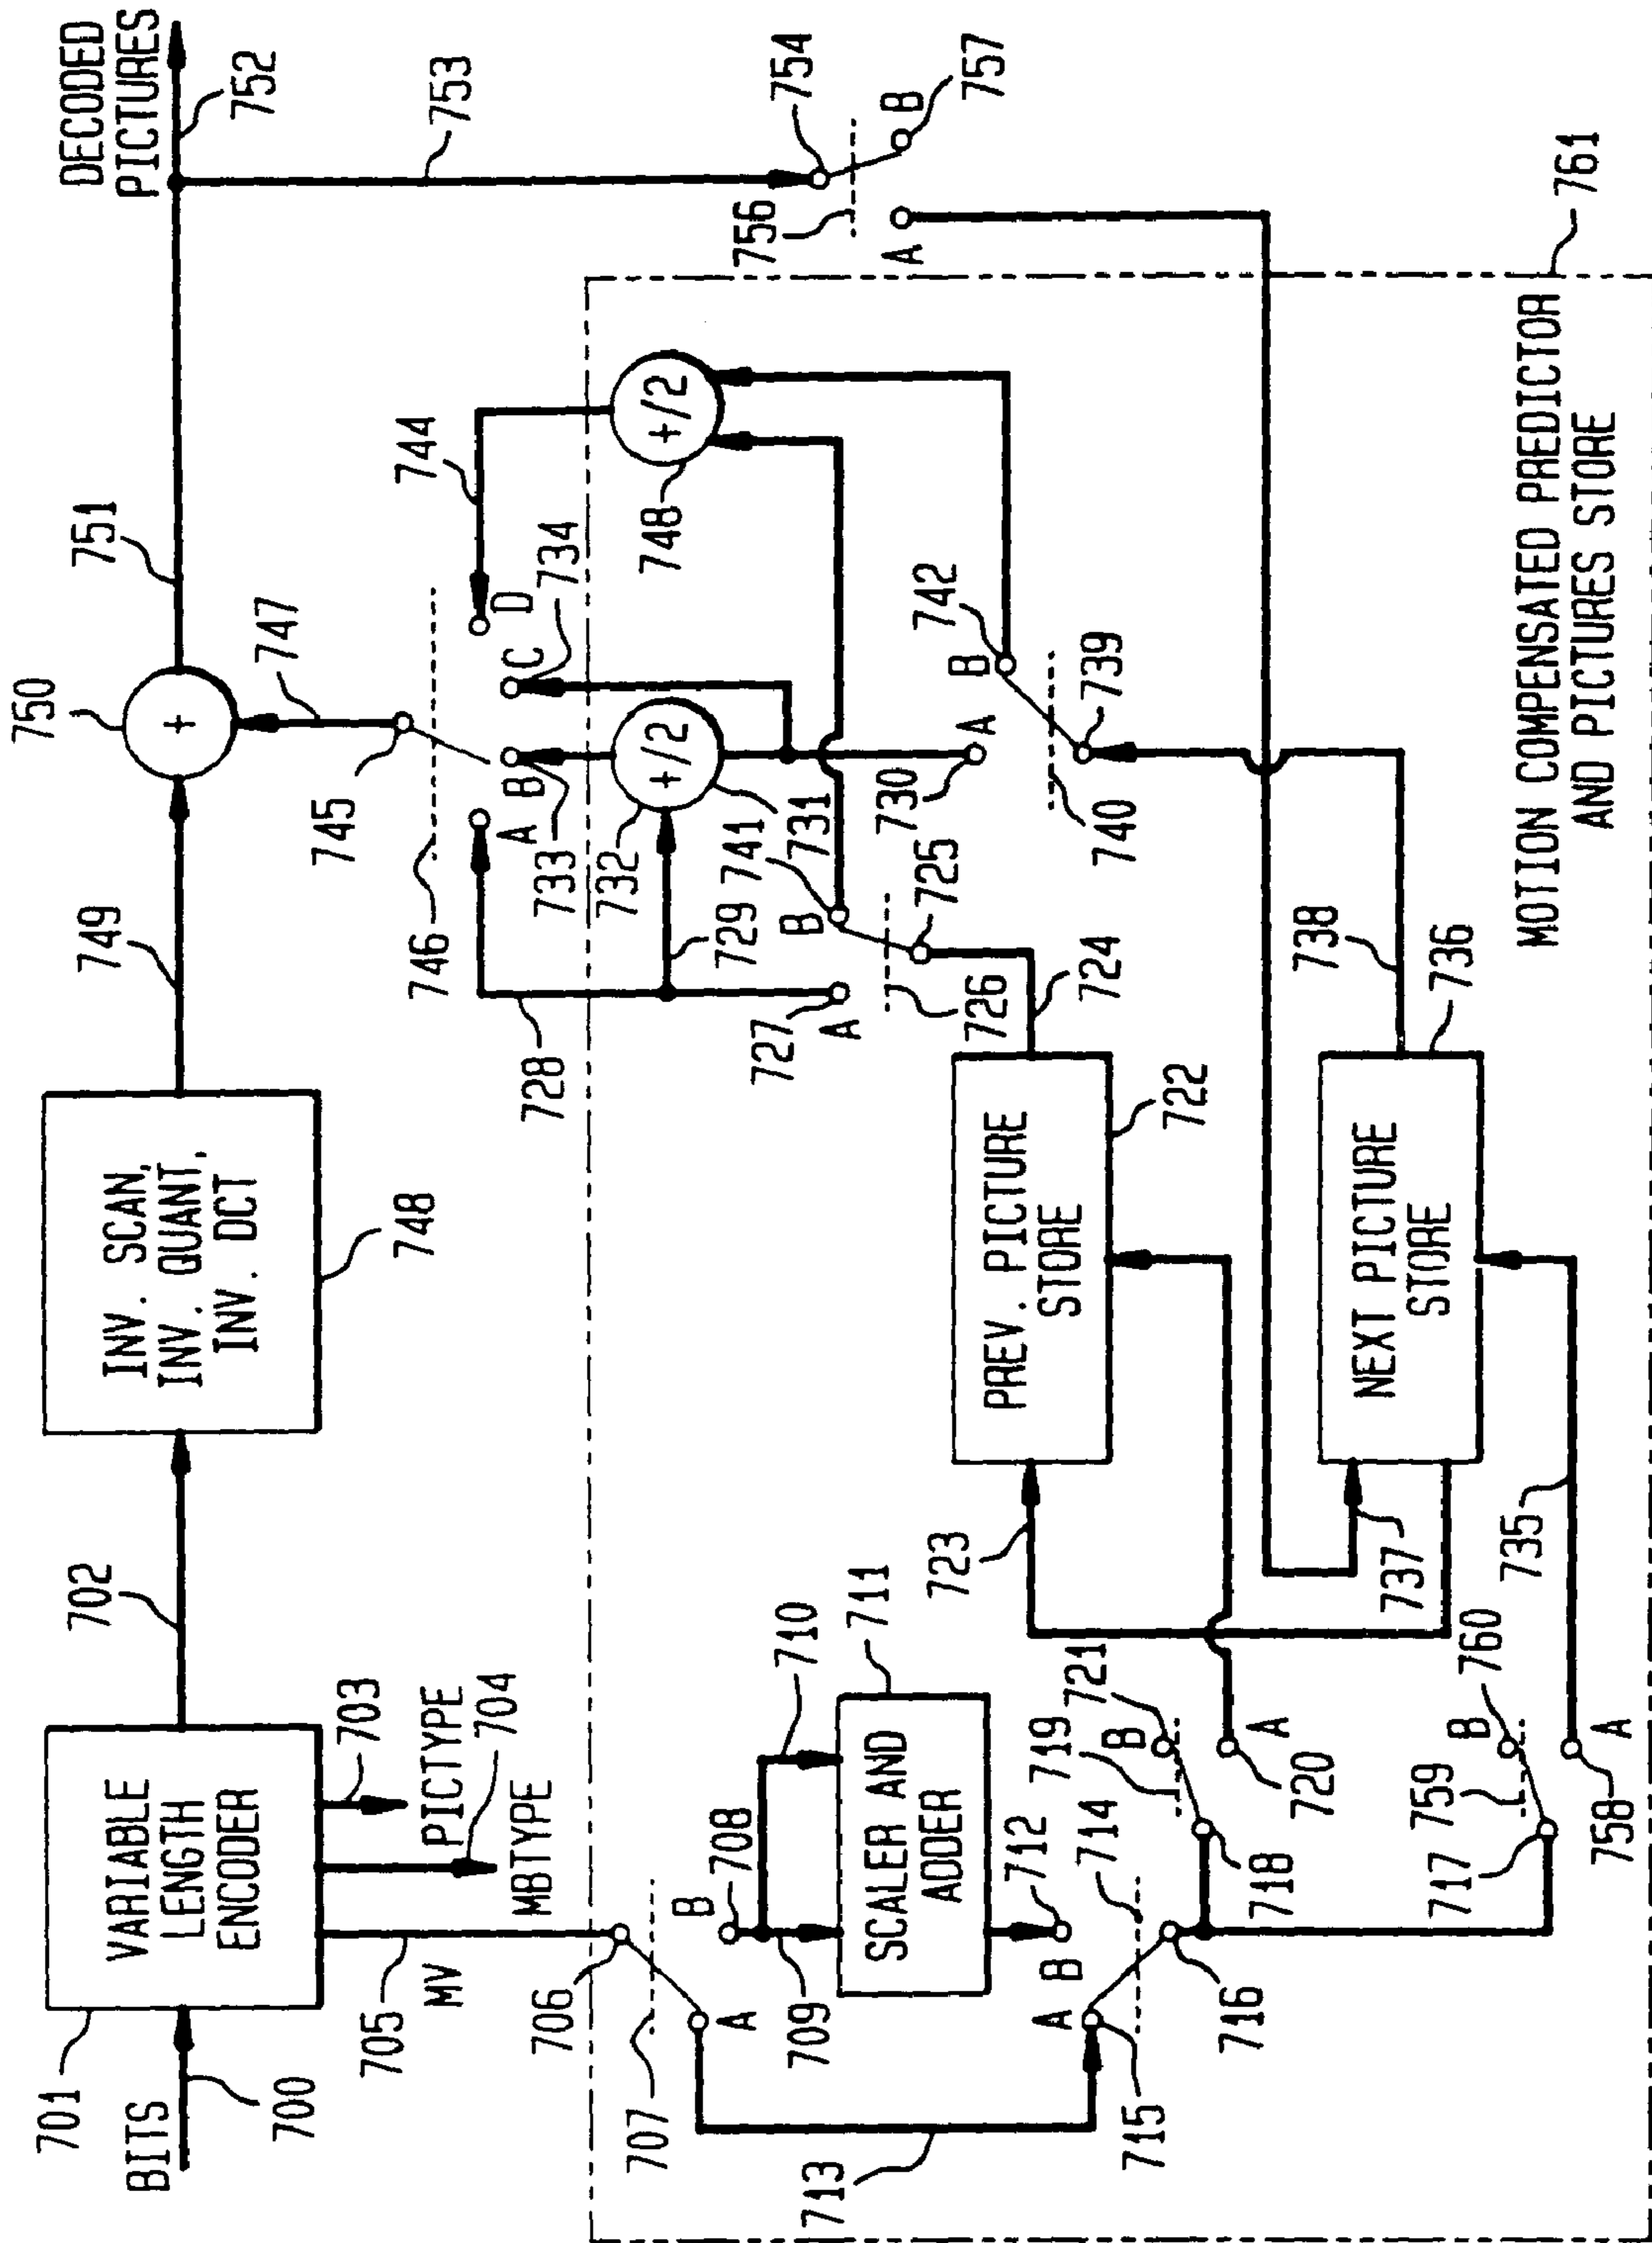 BITS
700
701
VARIABLE
LENGTH
ENCODER
702
703
PICTYPE
704
MBTYPE
705
MV
INV. SCAN,
INV. QUANT,
INV. DCT
748
749
750
+
751
747
DECODED
PICTURES
752
753
754
756
A
B
757
745
746
A
B
C
D
733
734
744
728
732
+/2
731
729
+/2
748
706
707
A
B
708
709
710
711
SCALER AND
ADDER
712
713
714
A
B
715
716
717
718
719
B
721
A
720
723
PREV. PICTURE
STORE
722
724
725
726
727
A
B
741
730
A
B
742
739
740
738
NEXT PICTURE
STORE
736
737
735
759
B
760
A
758
761
MOTION COMPENSATED PREDICTOR
AND PICTURES STORE